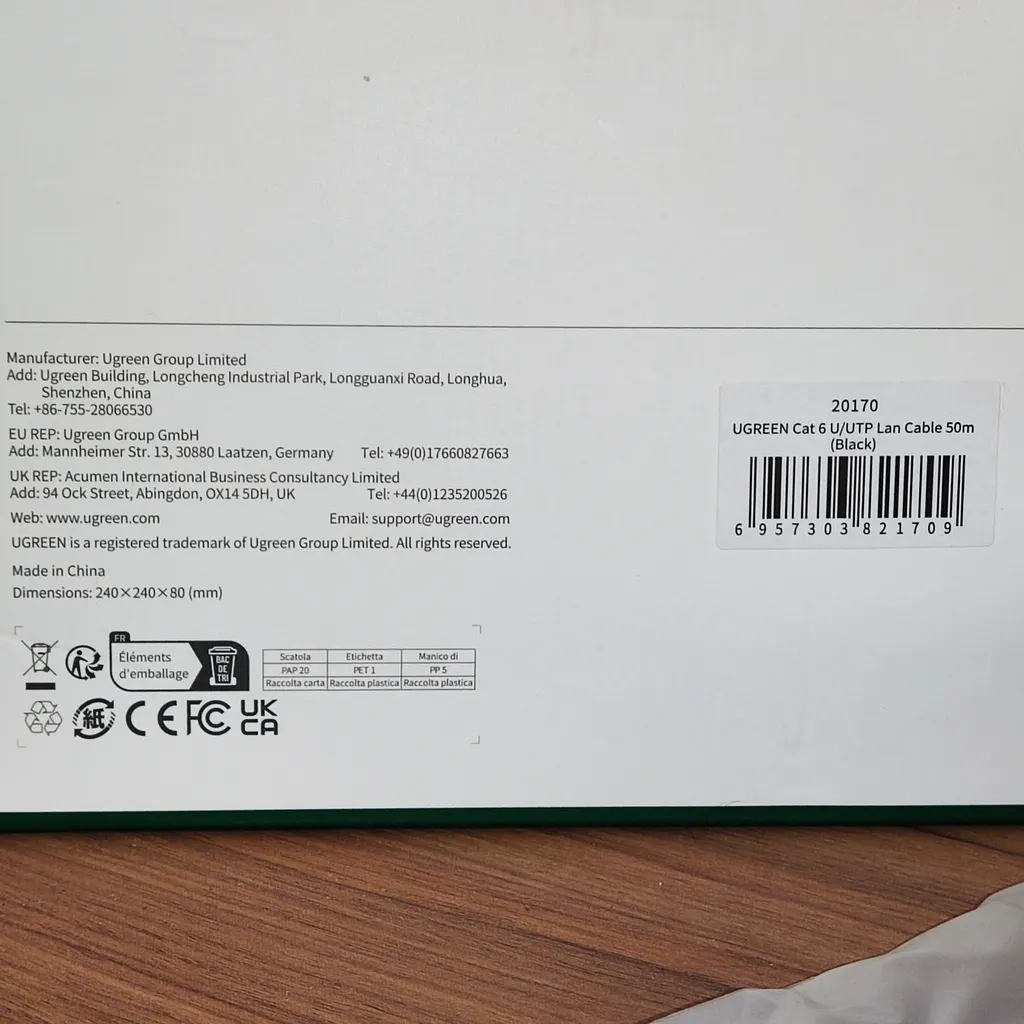 Manufacturer: Ugreen Group Limited
Add: Ugreen Building, Longcheng Industrial Park, Longguanxi Road, Longhua,
Shenzhen, China
Tel: +86-755-28066530
EU REP: Ugreen Group GmbH
Add: Mannheimer Str. 13, 30880 Laatzen, Germany Tel: +49(0)17660827663
UK REP: Acumen International Business Consultancy Limited
Add: 94 Ock Street, Abingdon, OX14 5DH, UK Tel: +44(0)1235200526
Web: www.ugreen.com Email: support@ugreen.com
UGREEN is a registered trademark of Ugreen Group Limited. All rights reserved.
Made in China
Dimensions: 240×240×80 (mm)
FR
Éléments
d'emballage
BAC
DE
TRI
Scatola Etichetta Manico di
PAP 20 PET 1 PP 5
Raccolta carta Raccolta plastica Raccolta plastica
紙 CE FC UK
CA
20170
UGREEN Cat 6 U/UTP Lan Cable 50m
(Black)
6 957303 821709